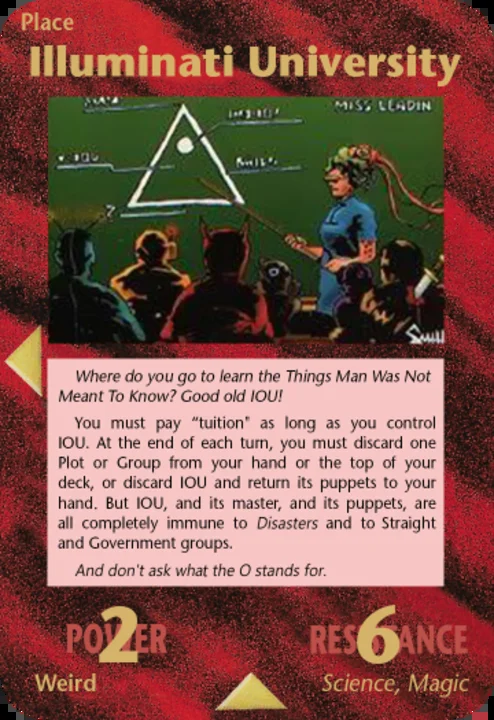 Place
Illuminati University
MISS LEADIN
?
Where do you go to learn the Things Man Was Not
Meant To Know? Good old IOU!
You must pay “tuition” as long as you control
IOU. At the end of each turn, you must discard one
Plot or Group from your hand or the top of your
deck, or discard IOU and return its puppets to your
hand. But IOU, and its master, and its puppets, are
all completely immune to Disasters and to Straight
and Government groups.
And don't ask what the O stands for.
POWER 2
RESISTANCE 6
Weird
Science, Magic